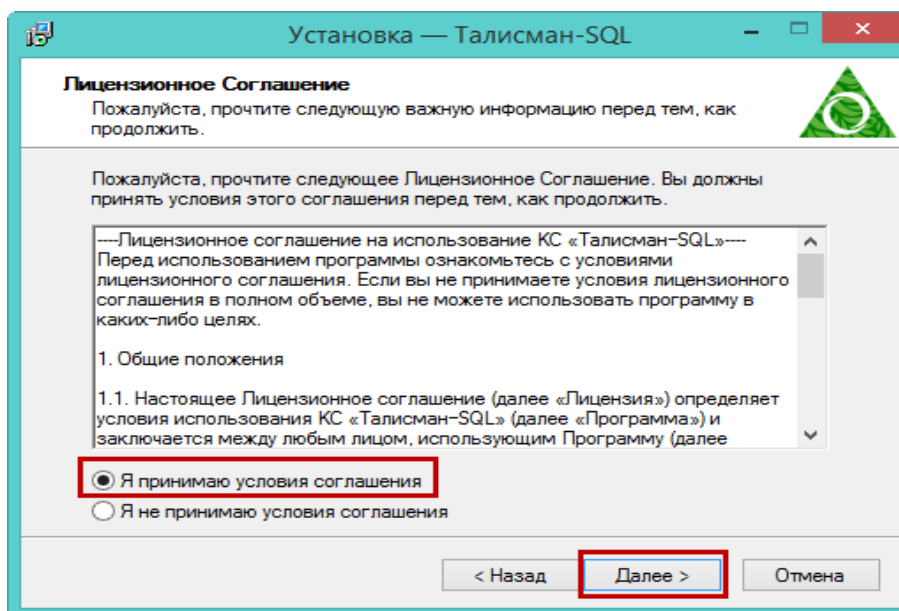 Установка — Талисман-SQL
Лицензионное Соглашение
Пожалуйста, прочтите следующую важную информацию перед тем, как
продолжить.
Пожалуйста, прочтите следующее Лицензионное Соглашение. Вы должны
принять условия этого соглашения перед тем, как продолжить.
----Лицензионное соглашение на использование КС «Талисман-SQL»----
Перед использованием программы ознакомьтесь с условиями
лицензионного соглашения. Если вы не принимаете условия лицензионного
соглашения в полном объеме, вы не можете использовать программу в
каких-либо целях.
1. Общие положения
1.1. Настоящее Лицензионное соглашение (далее «Лицензия») определяет
условия использования КС «Талисман-SQL» (далее «Программа») и
заключается между любым лицом, использующим Программу (далее
Я принимаю условия соглашения
Я не принимаю условия соглашения
< Назад
Далее >
Отмена